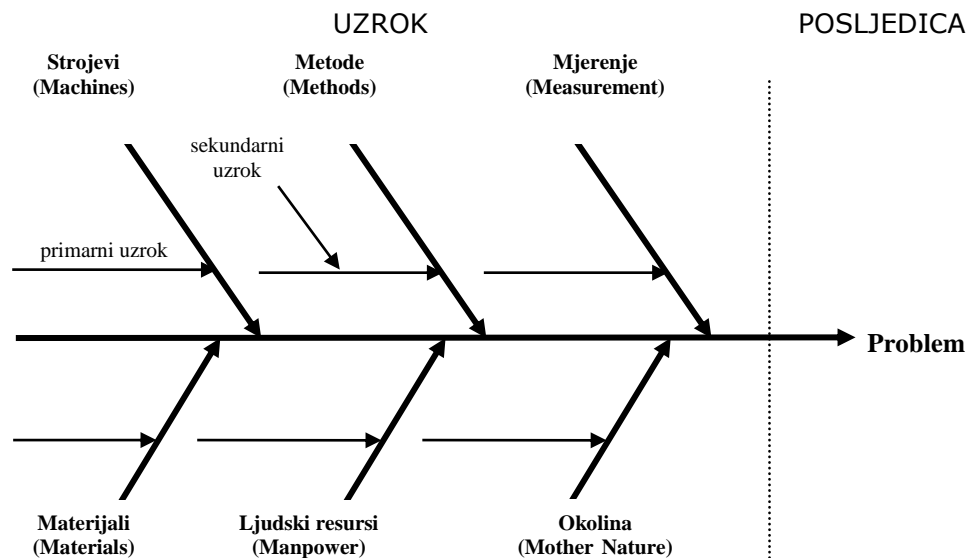 UZROK
POSLJEDICA
Strojevi
(Machines)
Metode
(Methods)
Mjerenje
(Measurement)
sekundarni
uzrok
primarni uzrok
Problem
Materijali
(Materials)
Ljudski resursi
(Manpower)
Okolina
(Mother Nature)